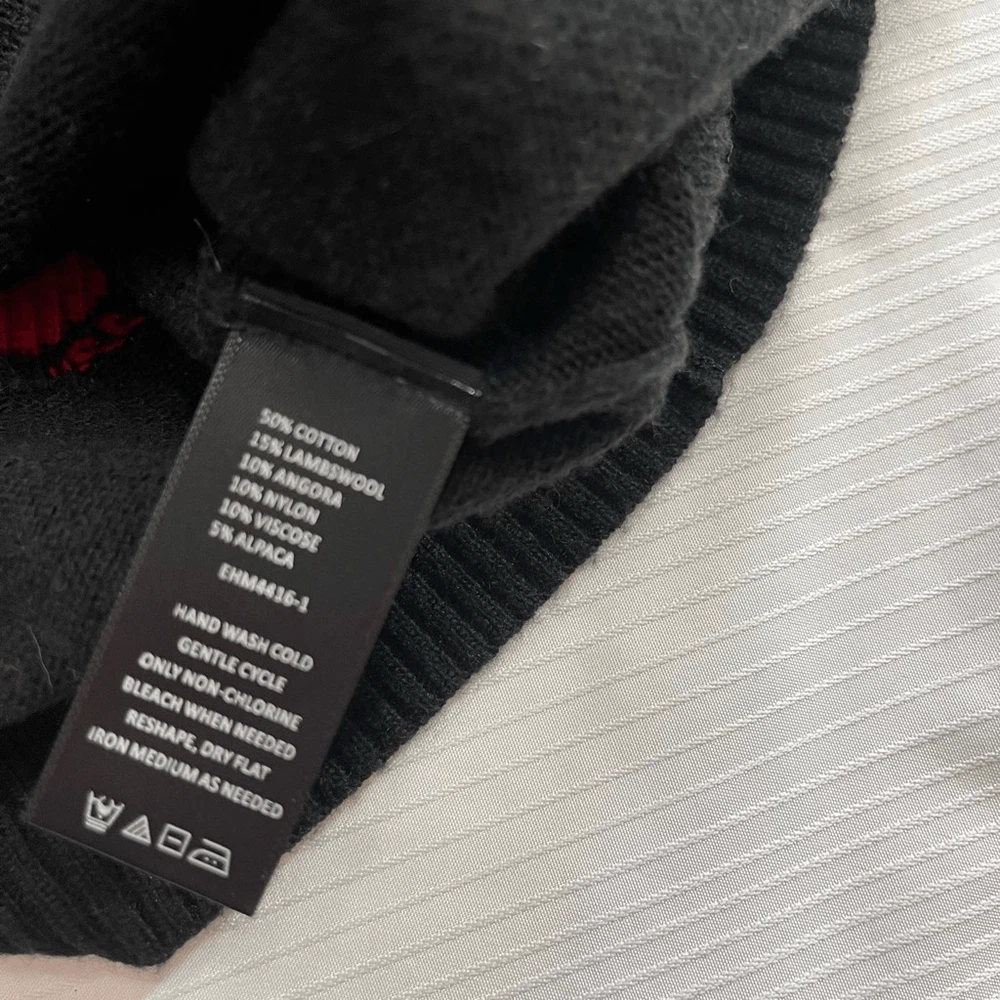 50% COTTON
15% LAMBSWOOL
10% ANGORA
10% NYLON
10% VISCOSE
5% ALPACA
EHM4416-1
HAND WASH COLD
GENTLE CYCLE
ONLY NON-CHLORINE
BLEACH WHEN NEEDED
RESHAPE, DRY FLAT
IRON MEDIUM AS NEEDED